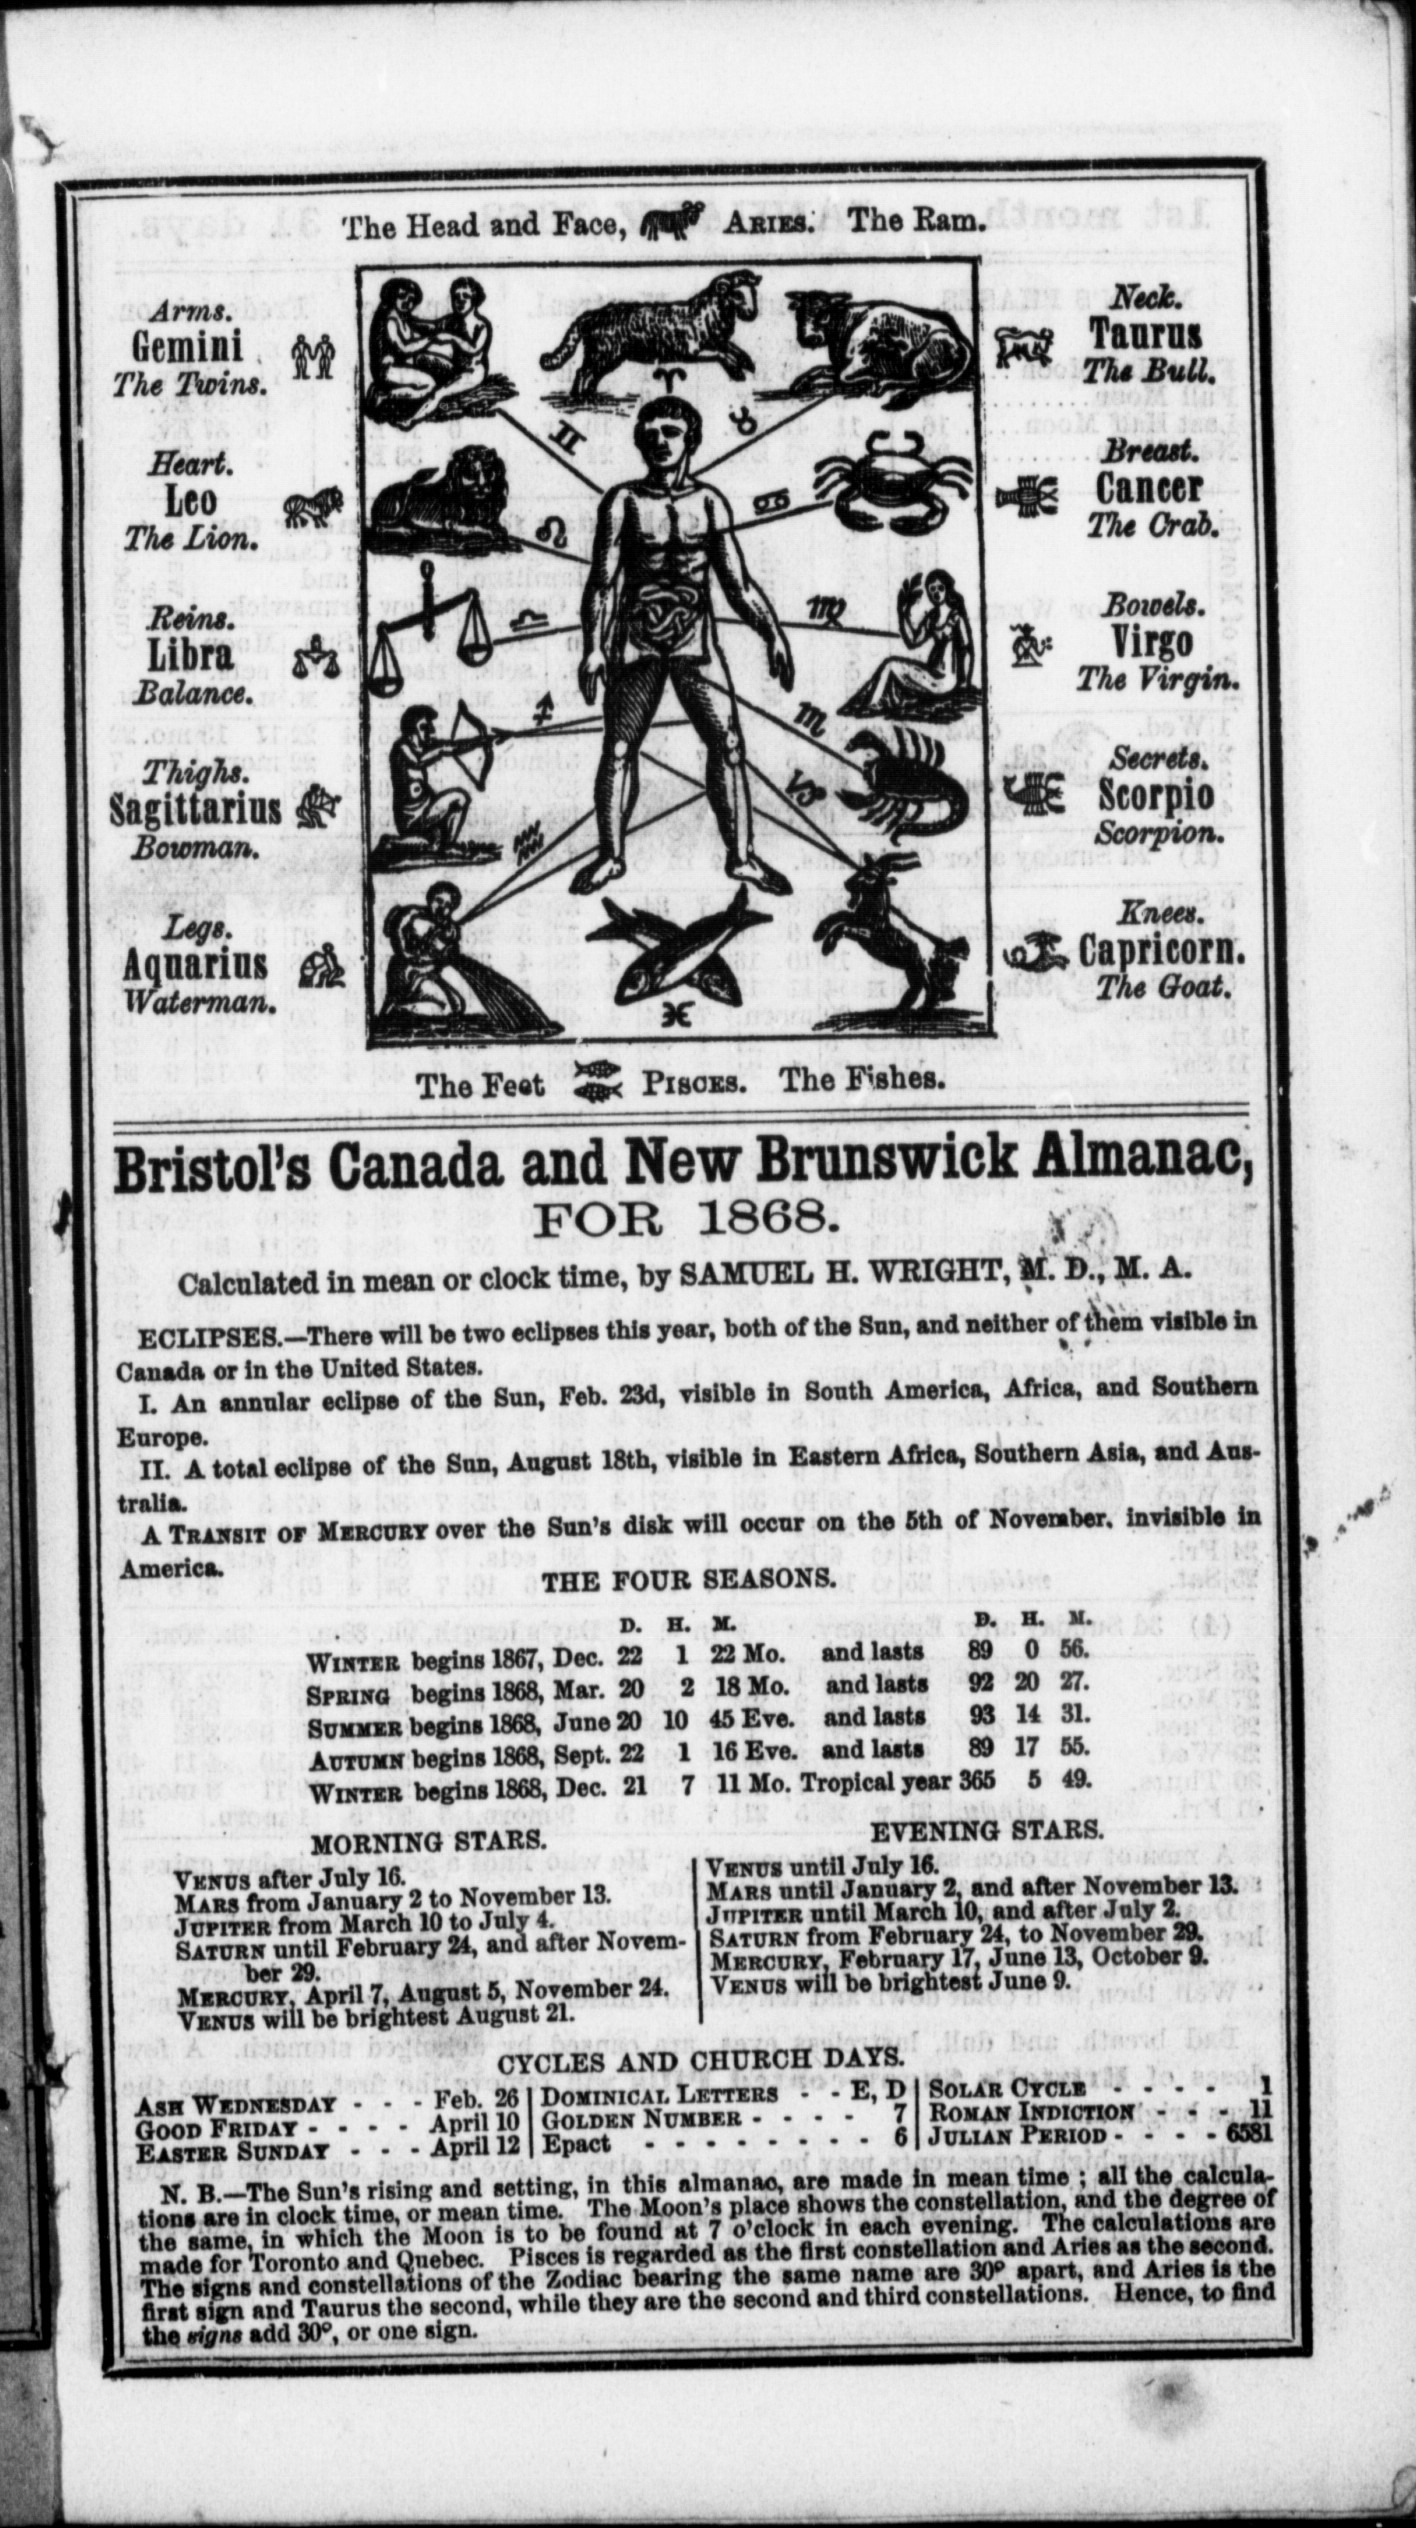 The Head and Face, ARIES. The Ram.
Arms.
Gemini
The Twins.
Heart.
Leo
The Lion.
Reins.
Libra
Balance.
Thighs.
Sagittarius
Bowman.
Legs.
Aquarius
Waterman.
♈
♊
♉
♌
♋
♎
♍
♐
♏
♑
♒
♓
Neck.
Taurus
The Bull.
Breast.
Cancer
The Crab.
Bowels.
Virgo
The Virgin.
Secrets.
Scorpio
Scorpion.
Knees.
Capricorn.
The Goat.
The Feet PISCES. The Fishes.
Bristol's Canada and New Brunswick Almanac,
FOR 1868.
Calculated in mean or clock time, by SAMUEL H. WRIGHT, M. D., M. A.
ECLIPSES.—There will be two eclipses this year, both of the Sun, and neither of them visible in
Canada or in the United States.
I. An annular eclipse of the Sun, Feb. 23d, visible in South America, Africa, and Southern
Europe.
II. A total eclipse of the Sun, August 18th, visible in Eastern Africa, Southern Asia, and Aus-
tralia.
A TRANSIT OF MERCURY over the Sun's disk will occur on the 5th of November. invisible in
America.
THE FOUR SEASONS.
D. H. M. D. H. M.
WINTER begins 1867, Dec. 22 1 22 Mo. and lasts 89 0 56.
SPRING begins 1868, Mar. 20 2 18 Mo. and lasts 92 20 27.
SUMMER begins 1868, June 20 10 45 Eve. and lasts 93 14 31.
AUTUMN begins 1868, Sept. 22 1 16 Eve. and lasts 89 17 55.
WINTER begins 1868, Dec. 21 7 11 Mo. Tropical year 365 5 49.
MORNING STARS.
VENUS after July 16.
MARS from January 2 to November 13.
JUPITER from March 10 to July 4.
SATURN until February 24, and after Novem-
ber 29.
MERCURY, April 7, August 5, November 24.
VENUS will be brightest August 21.
EVENING STARS.
VENUS until July 16.
MARS until January 2, and after November 13.
JUPITER until March 10, and after July 2.
SATURN from February 24, to November 29.
MERCURY, February 17, June 13, October 9.
VENUS will be brightest June 9.
CYCLES AND CHURCH DAYS.
ASH WEDNESDAY - - - Feb. 26
GOOD FRIDAY - - - - April 10
EASTER SUNDAY - - - April 12
DOMINICAL LETTERS - - E, D
GOLDEN NUMBER - - - - 7
Epact - - - - - - - - 6
SOLAR CYCLE - - - - 1
ROMAN INDICTION - - - 11
JULIAN PERIOD - - - - 6581
N. B.—The Sun's rising and setting, in this almanac, are made in mean time ; all the calcula-
tions are in clock time, or mean time. The Moon's place shows the constellation, and the degree of
the same, in which the Moon is to be found at 7 o'clock in each evening. The calculations are
made for Toronto and Quebec. Pisces is regarded as the first constellation and Aries as the second.
The signs and constellations of the Zodiac bearing the same name are 30° apart, and Aries is the
first sign and Taurus the second, while they are the second and third constellations. Hence, to find
the signs add 30°, or one sign.